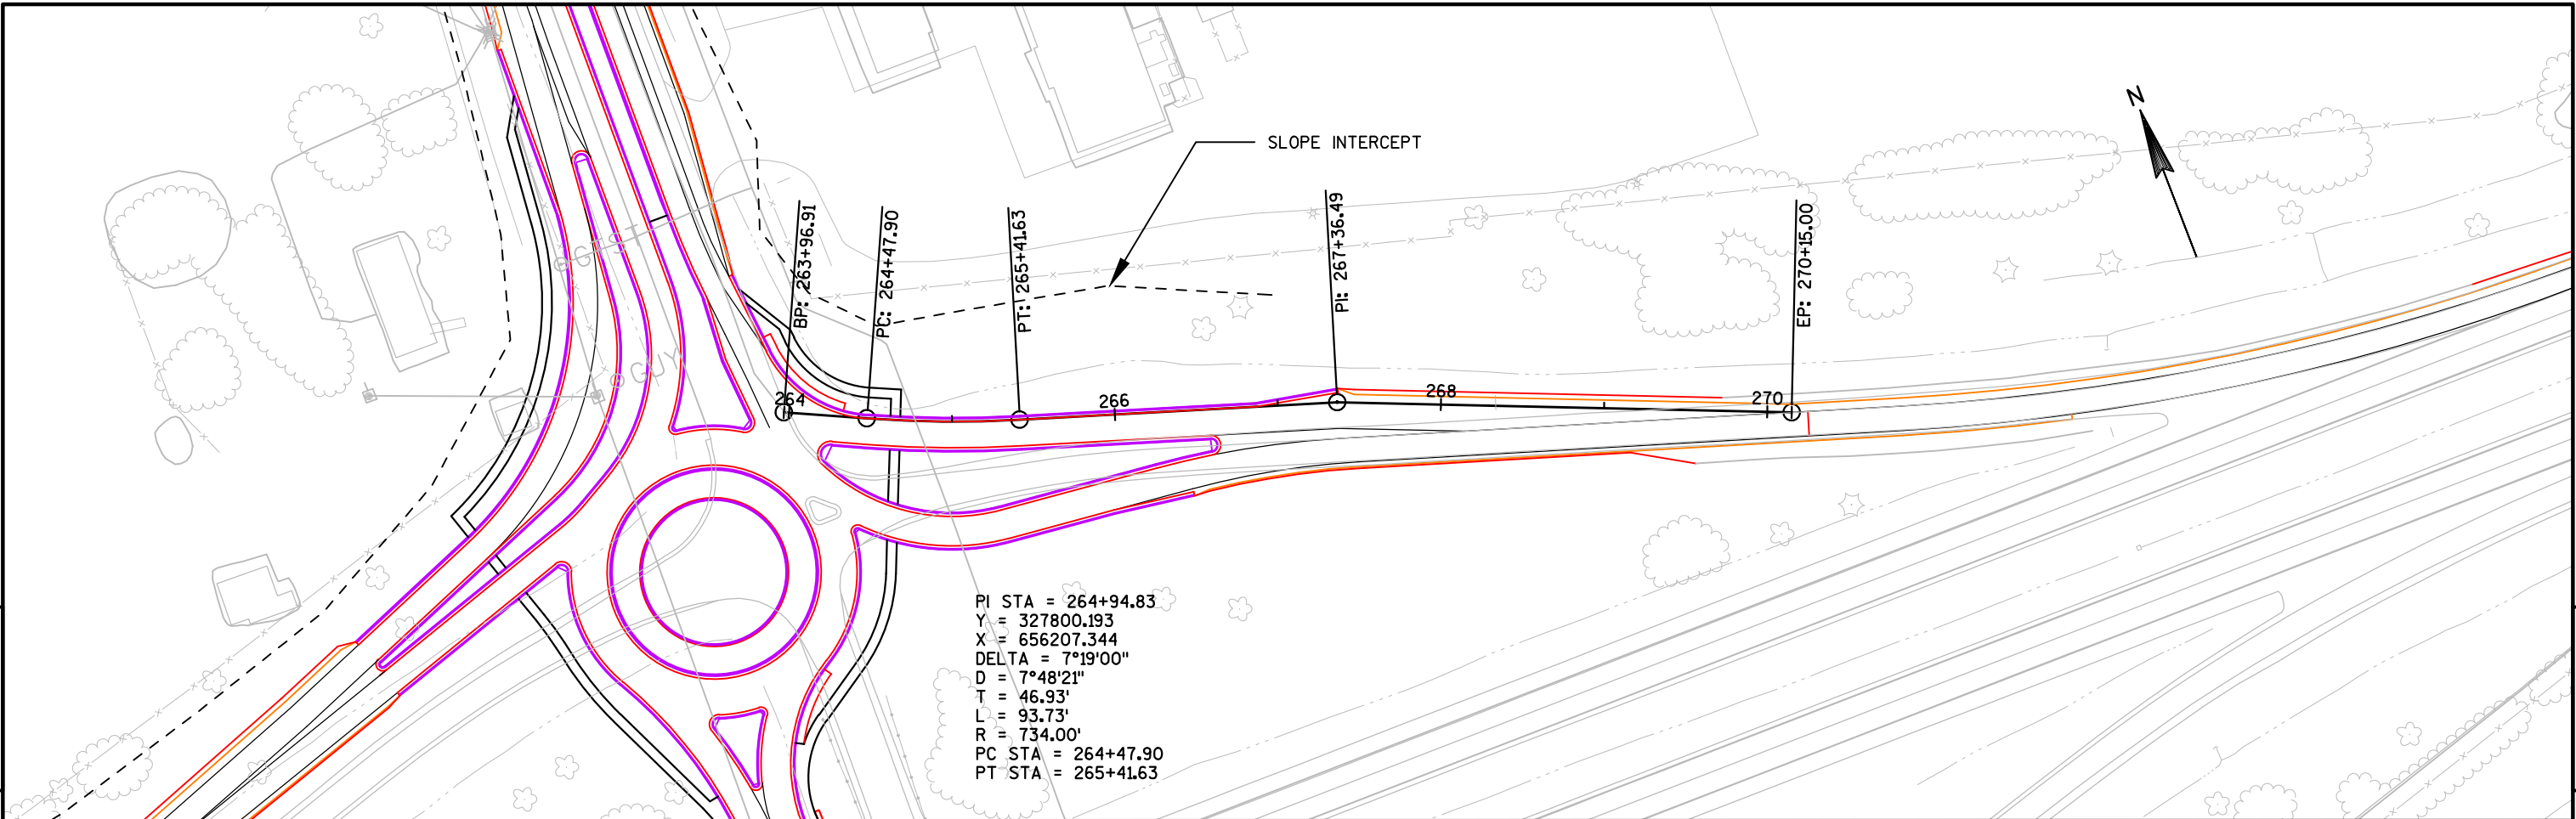 N
SLOPE INTERCEPT
BP: 263+96.91
PC: 264+47.90
PT: 265+41.63
PI: 267+36.49
EP: 270+15.00
264
266
268
270
GUY
PI STA = 264+94.83
Y = 327800.193
X = 656207.344
DELTA = 7°19'00"
D = 7°48'21"
T = 46.93'
L = 93.73'
R = 734.00'
PC STA = 264+47.90
PT STA = 265+41.63